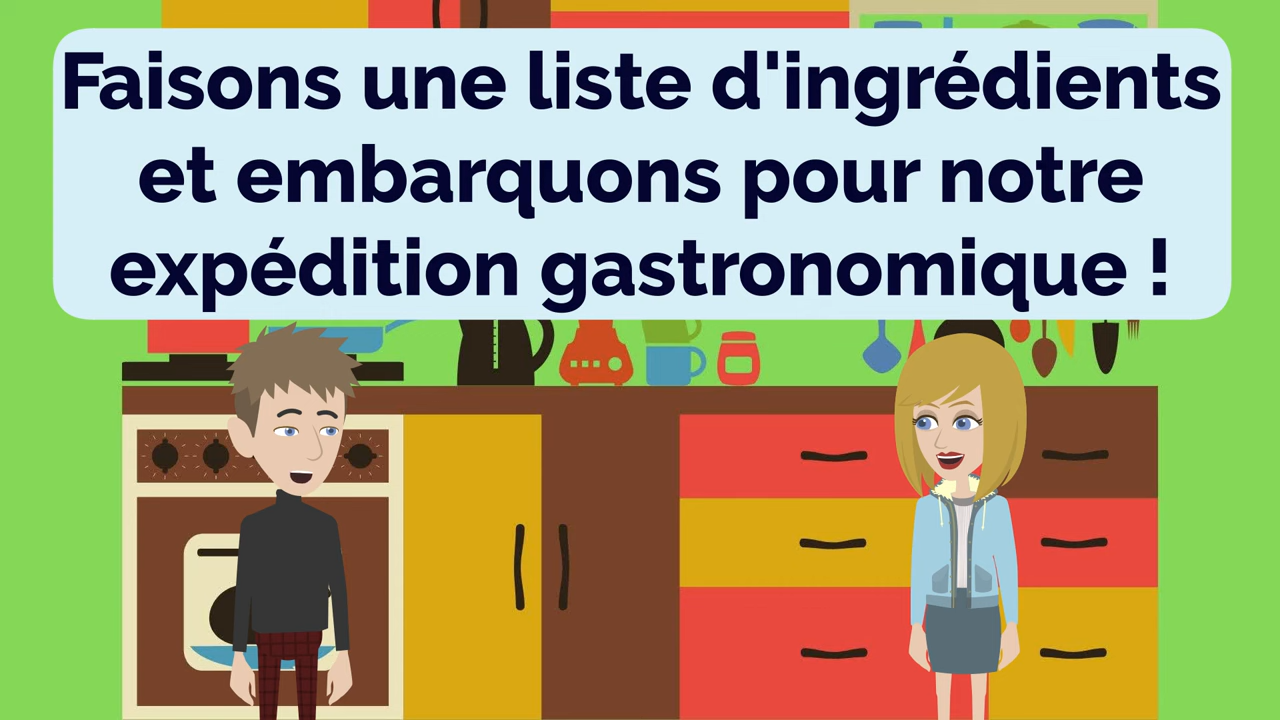 Faisons une liste d'ingrédients
et embarquons pour notre
expédition gastronomique !